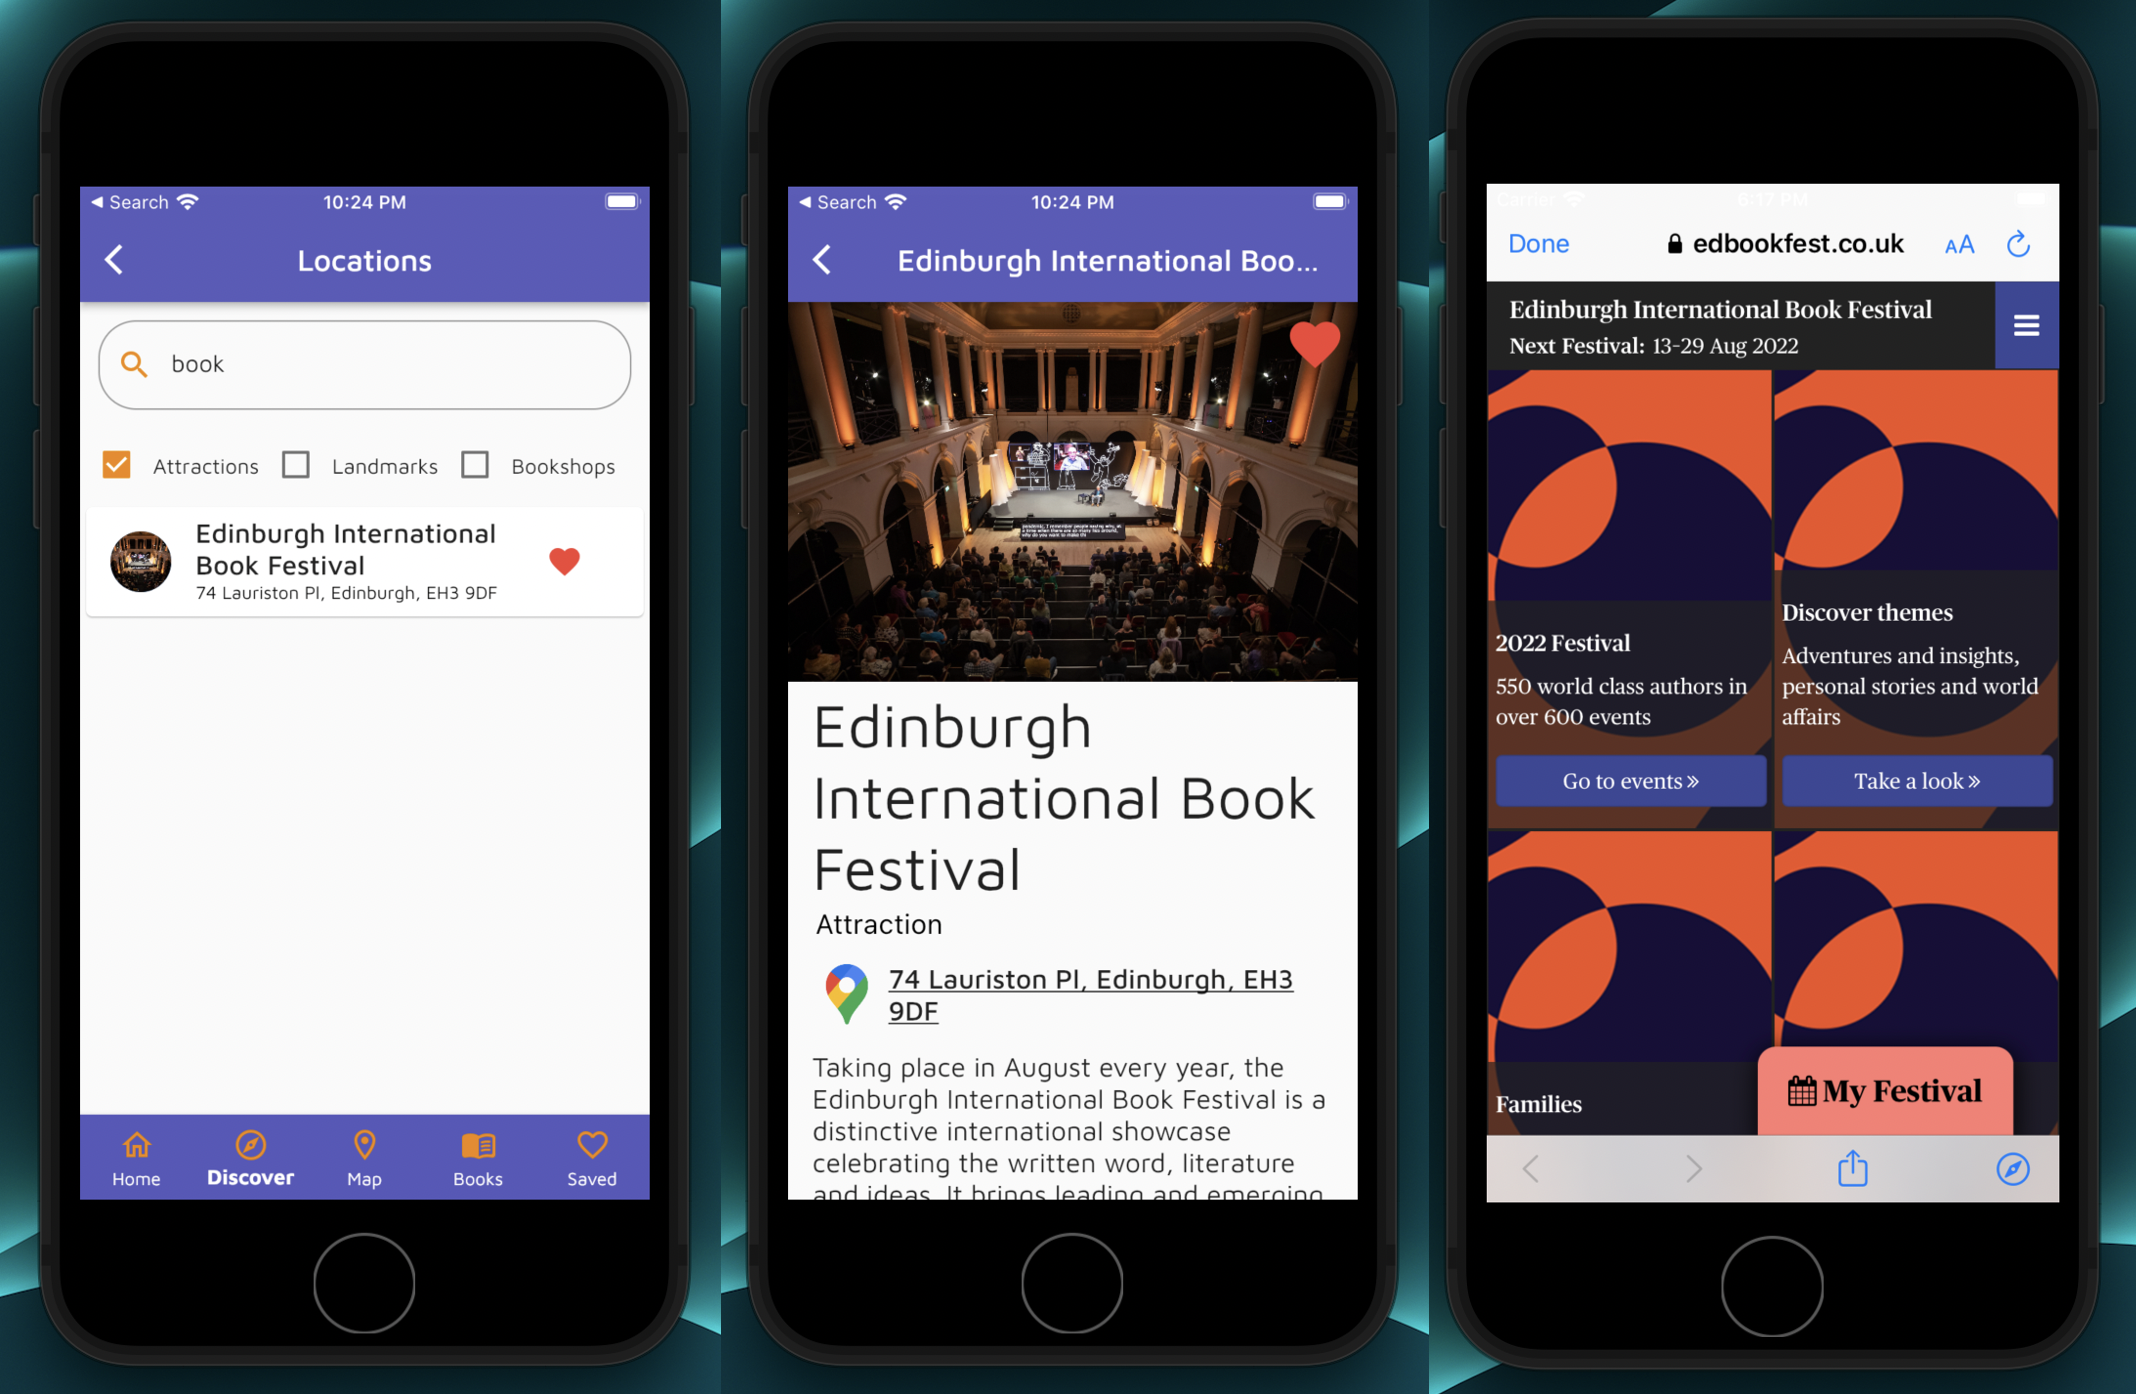 Search
10:24 PM
Locations
book
Attractions
Landmarks
Bookshops
Edinburgh International
Book Festival
74 Lauriston Pl, Edinburgh, EH3 9DF
Home
Discover
Map
Books
Saved
Search
10:24 PM
Edinburgh International Boo...
Edinburgh
International Book
Festival
Attraction
74 Lauriston Pl, Edinburgh, EH3
9DF
Taking place in August every year, the
Edinburgh International Book Festival is a
distinctive international showcase
celebrating the written word, literature
and ideas. It brings leading and emerging
Carrier
6:17 PM
Done
edbookfest.co.uk
AA
Edinburgh International Book Festival
Next Festival: 13-29 Aug 2022
2022 Festival
550 world class authors in
over 600 events
Go to events »
Discover themes
Adventures and insights,
personal stories and world
affairs
Take a look »
Families
My Festival